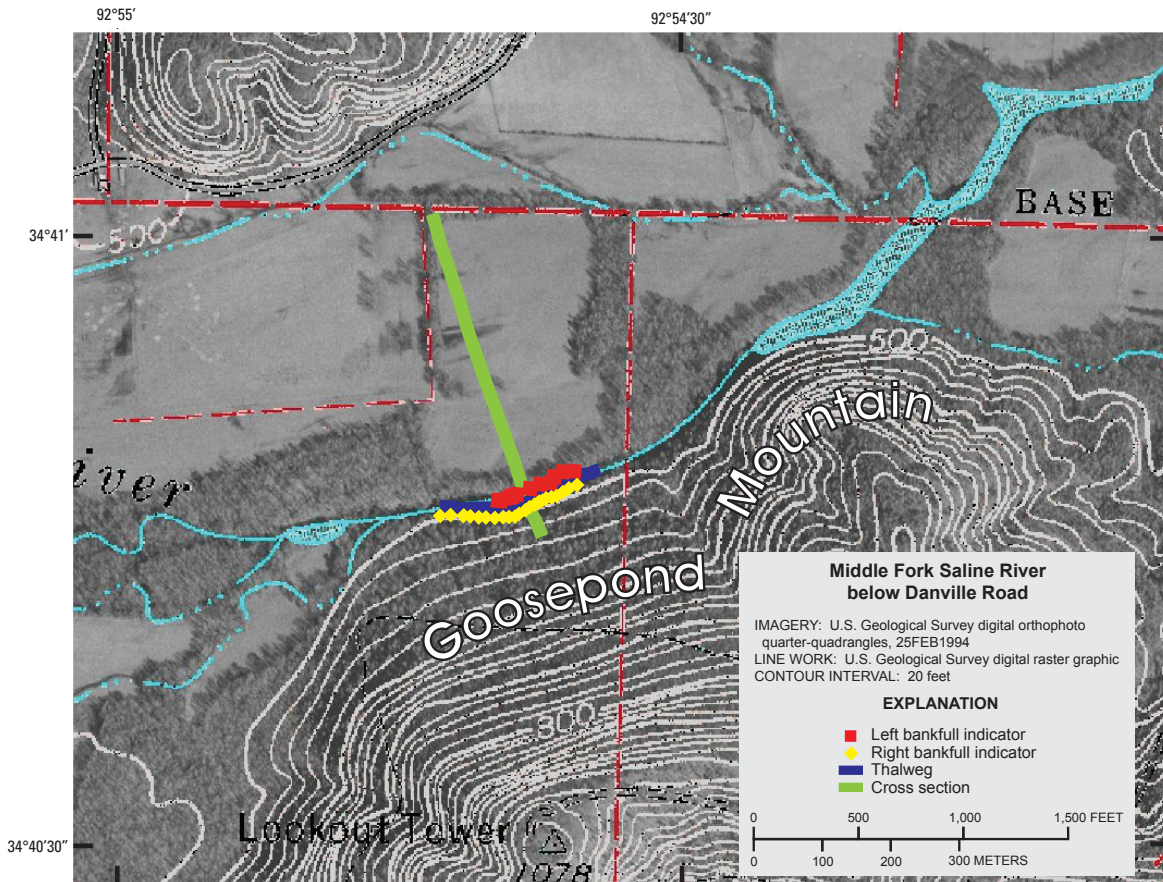 92°55′
92°54′30″
34°41′
500
BASE
500
Mountain
iver
Goosepond
Middle Fork Saline River
below Danville Road
IMAGERY: U.S. Geological Survey digital orthophoto
quarter-quadrangles, 25FEB1994
LINE WORK: U.S. Geological Survey digital raster graphic
CONTOUR INTERVAL: 20 feet
EXPLANATION
Left bankfull indicator
Right bankfull indicator
Thalweg
Cross section
0 500 1,000 1,500 FEET
0 100 200 300 METERS
34°40′30″
Lookout Tower
1078